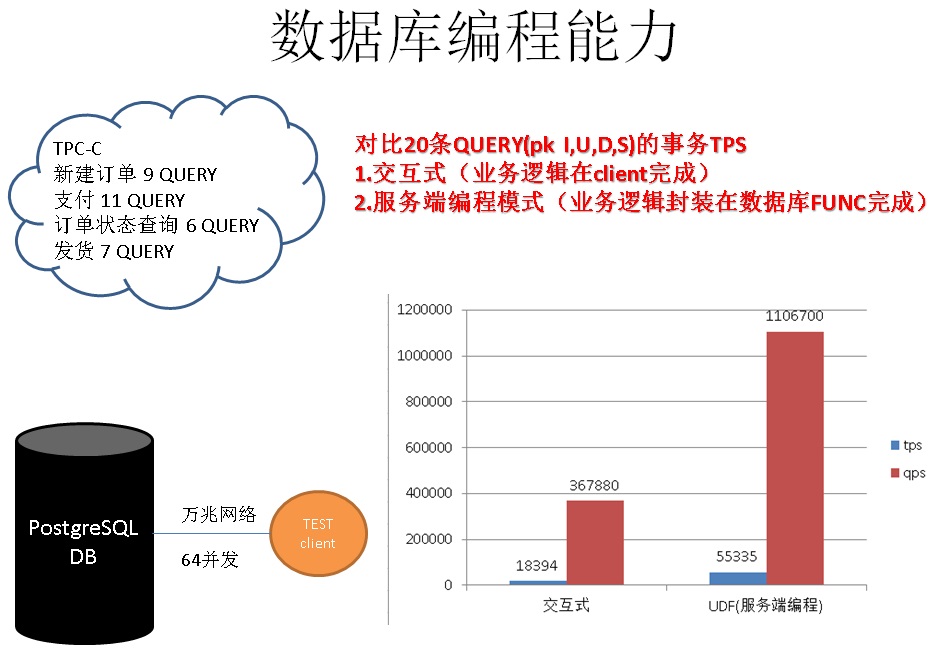 数据库编程能力
TPC-C
新建订单 9 QUERY
支付 11 QUERY
订单状态查询 6 QUERY
发货 7 QUERY
对比20条QUERY(pk I,U,D,S)的事务TPS
1.交互式（业务逻辑在client完成）
2.服务端编程模式（业务逻辑封装在数据库FUNC完成）
PostgreSQL
DB
万兆网络
64并发
TEST
client
1200000
1000000
800000
600000
400000
200000
0
18394
367880
55335
1106700
交互式
UDF(服务端编程)
tps
qps